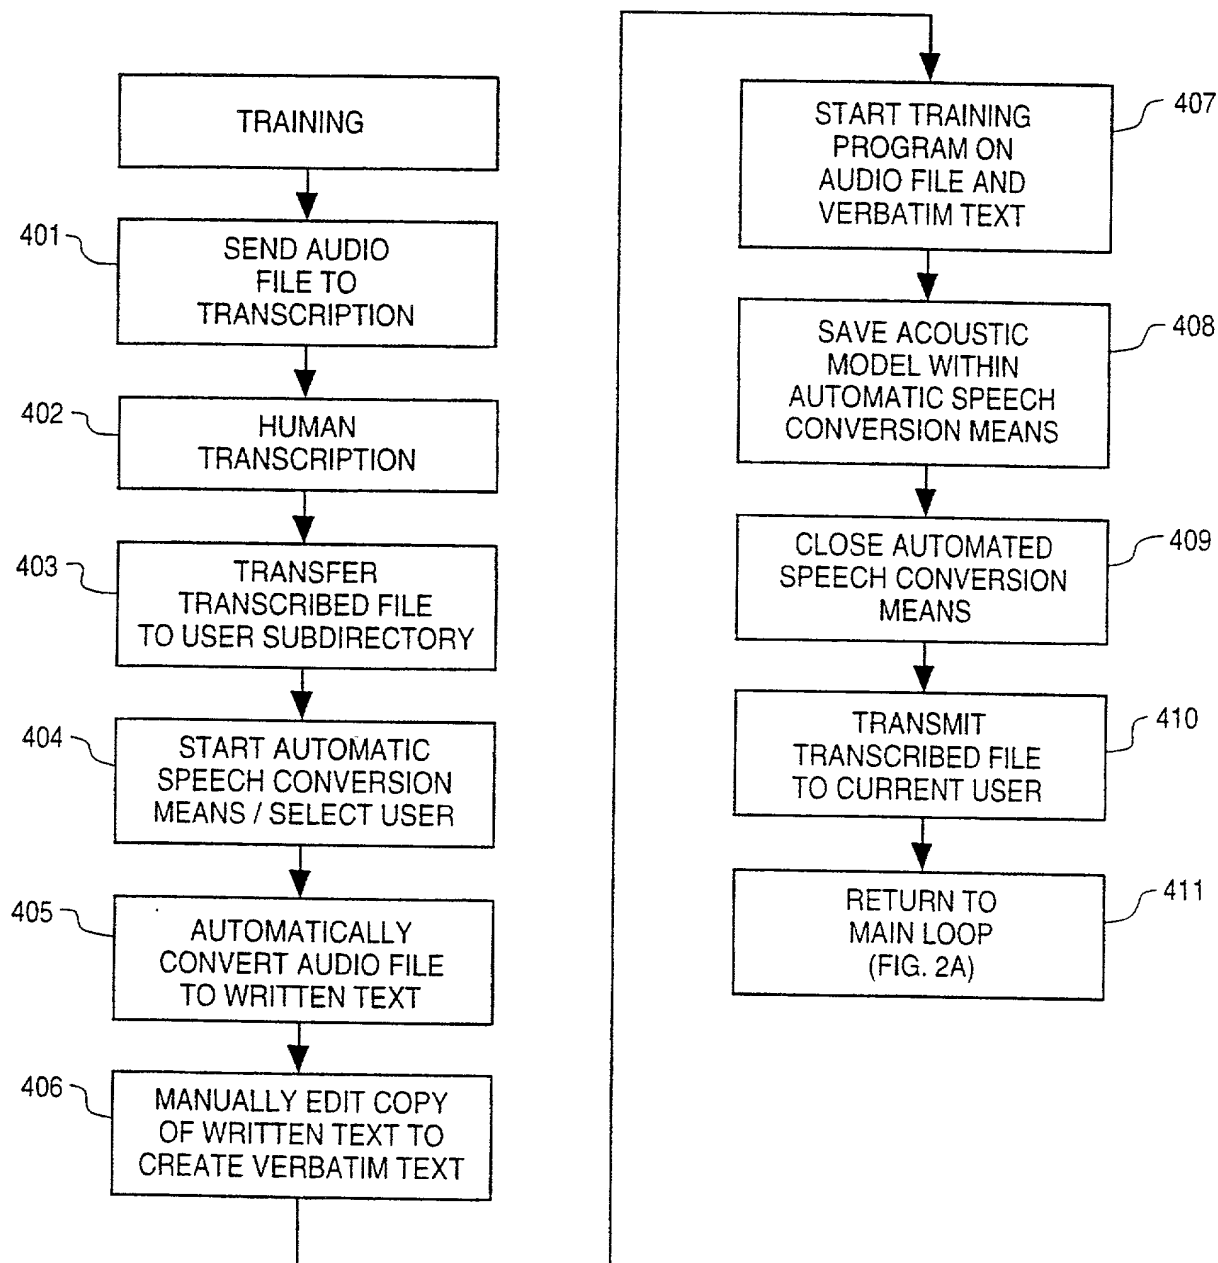 TRAINING
401
SEND AUDIO
FILE TO
TRANSCRIPTION
402
HUMAN
TRANSCRIPTION
403
TRANSFER
TRANSCRIBED FILE
TO USER SUBDIRECTORY
404
START AUTOMATIC
SPEECH CONVERSION
MEANS / SELECT USER
405
AUTOMATICALLY
CONVERT AUDIO FILE
TO WRITTEN TEXT
406
MANUALLY EDIT COPY
OF WRITTEN TEXT TO
CREATE VERBATIM TEXT
407
START TRAINING
PROGRAM ON
AUDIO FILE AND
VERBATIM TEXT
408
SAVE ACOUSTIC
MODEL WITHIN
AUTOMATIC SPEECH
CONVERSION MEANS
409
CLOSE AUTOMATED
SPEECH CONVERSION
MEANS
410
TRANSMIT
TRANSCRIBED FILE
TO CURRENT USER
411
RETURN TO
MAIN LOOP
(FIG. 2A)